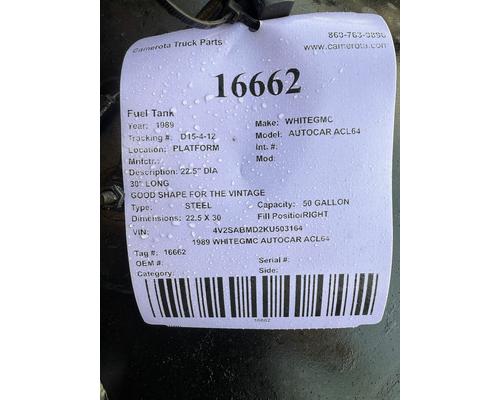 Camerota Truck Parts 860-763-0896
www.camerota.com
16662
Fuel Tank
Year: 1989 Make: WHITEGMC
Tracking #: D15-4-12 Model: AUTOCAR ACL64
Location: PLATFORM Int. #:
Mnfctr.: Mod:
Description: 22.5" DIA
30" LONG
GOOD SHAPE FOR THE VINTAGE
Type: STEEL Capacity: 50 GALLON
Dimensions: 22.5 X 30 Fill Position:RIGHT
VIN: 4V2SABMD2KU503164
1989 WHITEGMC AUTOCAR ACL64
Tag #: 16662
OEM #: Serial #:
Category: Side:
16662